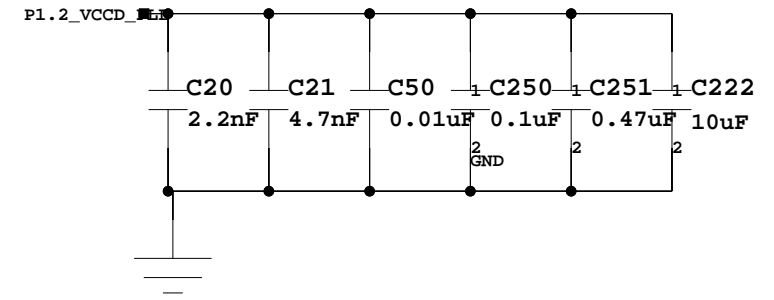 P1.2_VCCD_PLL
C20 C21 C50 1 C250 1 C251 1 C222
2.2nF 4.7nF 0.01uF 0.1uF 0.47uF 10uF
2 2 2
GND